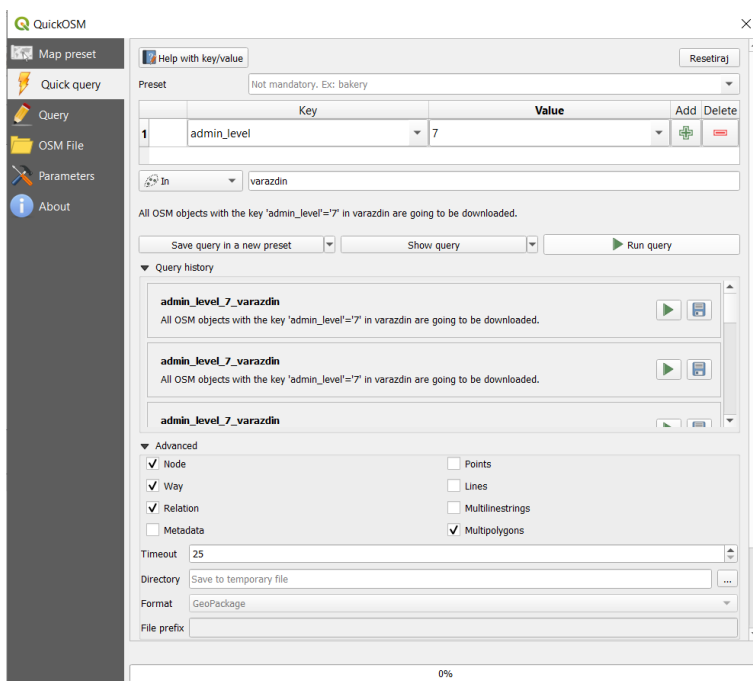 QuickOSM
Map preset
Quick query
Query
OSM File
Parameters
About
Help with key/value
Resetiraj
Preset Not mandatory. Ex: bakery
Key Value Add Delete
1 admin_level 7
In varazdin
All OSM objects with the key 'admin_level'='7' in varazdin are going to be downloaded.
Save query in a new preset Show query Run query
Query history
admin_level_7_varazdin
All OSM objects with the key 'admin_level'='7' in varazdin are going to be downloaded.
admin_level_7_varazdin
All OSM objects with the key 'admin_level'='7' in varazdin are going to be downloaded.
admin_level_7_varazdin
Advanced
Node Points
Way Lines
Relation Multilinestrings
Metadata Multipolygons
Timeout 25
Directory Save to temporary file ...
Format GeoPackage
File prefix
0%